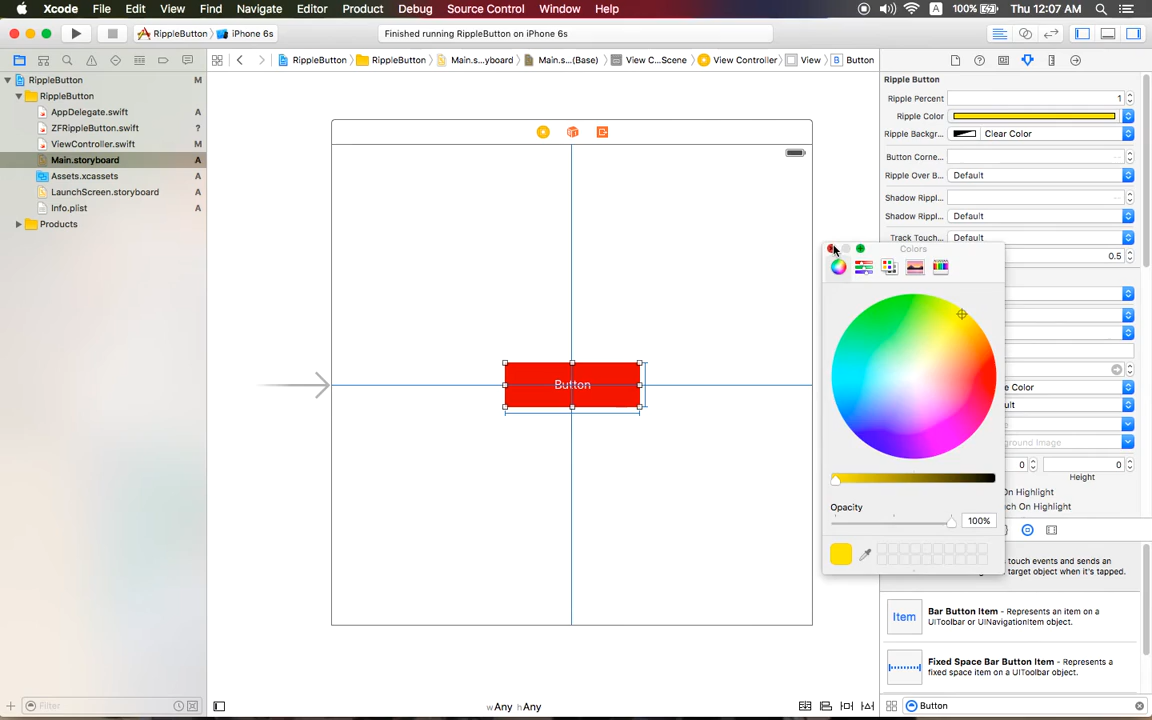 Xcode File Edit View Find Navigate Editor Product Debug Source Control Window Help A 100% Thu 12:07 AM
RippleButton iPhone 6s Finished running RippleButton on iPhone 6s
RippleButton RippleButton Main.s...yboard Main.s...(Base) View C...Scene View Controller View B Button
RippleButton M
RippleButton
AppDelegate.swift A
ZFRippleButton.swift ?
ViewController.swift M
Main.storyboard A
Assets.xcassets A
LaunchScreen.storyboard A
Info.plist A
Products
Button
Ripple Button
Ripple Percent 1
Ripple Color
Ripple Backgr... Clear Color
Button Corne...
Ripple Over B... Default
Shadow Rippl...
Shadow Rippl... Default
Track Touch... Default
0.5
Colors
Opacity
100%
e Color
ult
ound Image
0 0
Height
On Highlight
uch On Highlight
touch events and sends an
target object when it's tapped.
Item Bar Button Item - Represents an item on a
UIToolbar or UINavigationItem object.
Fixed Space Bar Button Item - Represents a
fixed space item on a UIToolbar object.
Filter
wAny hAny
Button